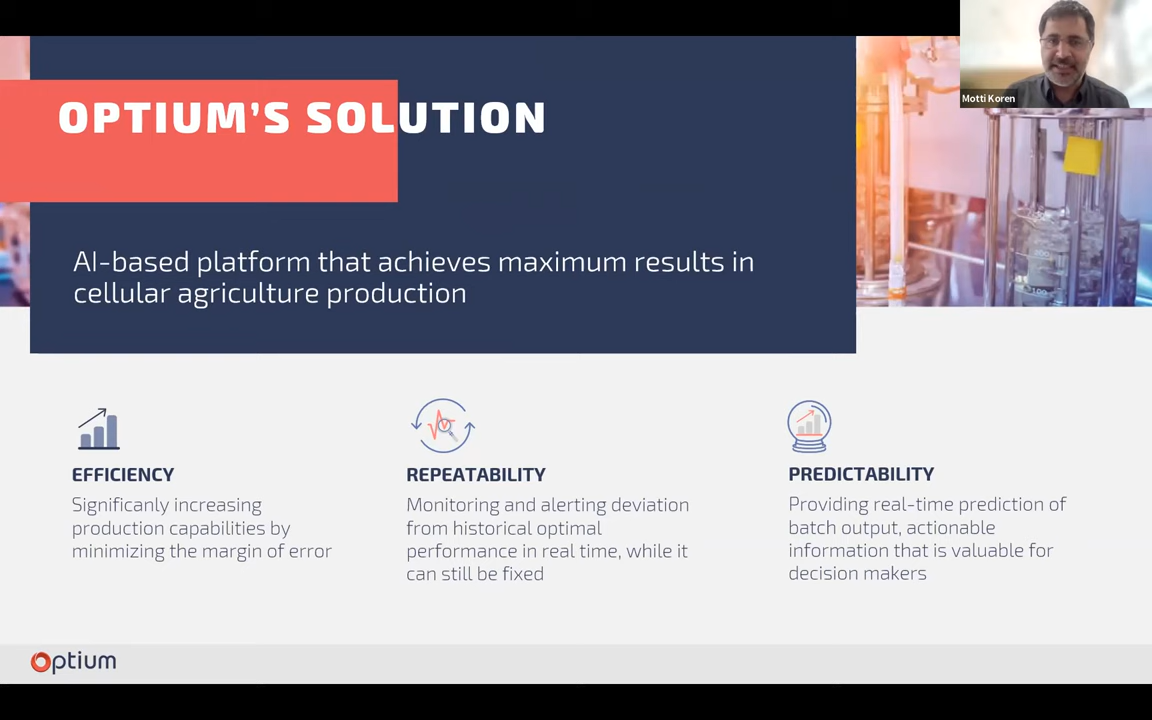 Motti Koren
OPTIUM'S SOLUTION
AI-based platform that achieves maximum results in
cellular agriculture production
EFFICIENCY
Significanly increasing
production capabilities by
minimizing the margin of error
REPEATABILITY
Monitoring and alerting deviation
from historical optimal
performance in real time, while it
can still be fixed
PREDICTABILITY
Providing real-time prediction of
batch output, actionable
information that is valuable for
decision makers
Optium
200
100